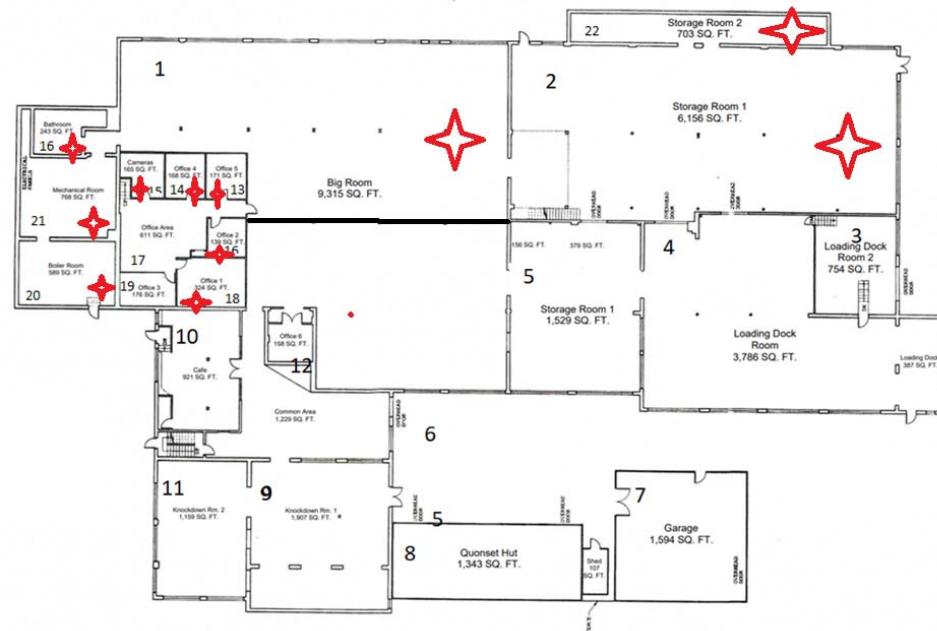 22
Storage Room 2
703 SQ. FT.
1
2
Storage Room 1
6,156 SQ. FT.
Bathroom
243 SQ. FT.
16
ELECTRICAL
PANELS
Cameras
165 SQ. FT.
15
Office 4
168 SQ. FT.
14
Office 5
171 SQ. FT.
13
Big Room
9,315 SQ. FT.
Mechanical Room
768 SQ. FT.
21
OVERHEAD
DOOR
OVERHEAD
DOOR
OVERHEAD
DOOR
Office Area
611 SQ. FT.
17
Office 2
139 SQ. FT.
16
156 SQ. FT.
379 SQ. FT.
4
3
Loading Dock
Room 2
754 SQ. FT.
OVERHEAD
DOOR
Boiler Room
589 SQ. FT.
20
19
Office 3
176 SQ. FT.
Office 1
324 SQ. FT.
18
5
Storage Room 1
1,529 SQ. FT.
10
Cafe
921 SQ. FT.
Office 6
158 SQ. FT.
12
Loading Dock
Room
3,786 SQ. FT.
Loading Dock
387 SQ. FT.
Common Area
1,229 SQ. FT.
OVERHEAD
DOOR
6
11
Knockdown Rm. 2
1,159 SQ. FT.
9
Knockdown Rm. 1
1,907 SQ. FT.
OVERHEAD
DOOR
5
OVERHEAD
DOOR
8
Quonset Hut
1,343 SQ. FT.
Shed
107
SQ. FT.
7
Garage
1,594 SQ. FT.
OVERHEAD
DOOR